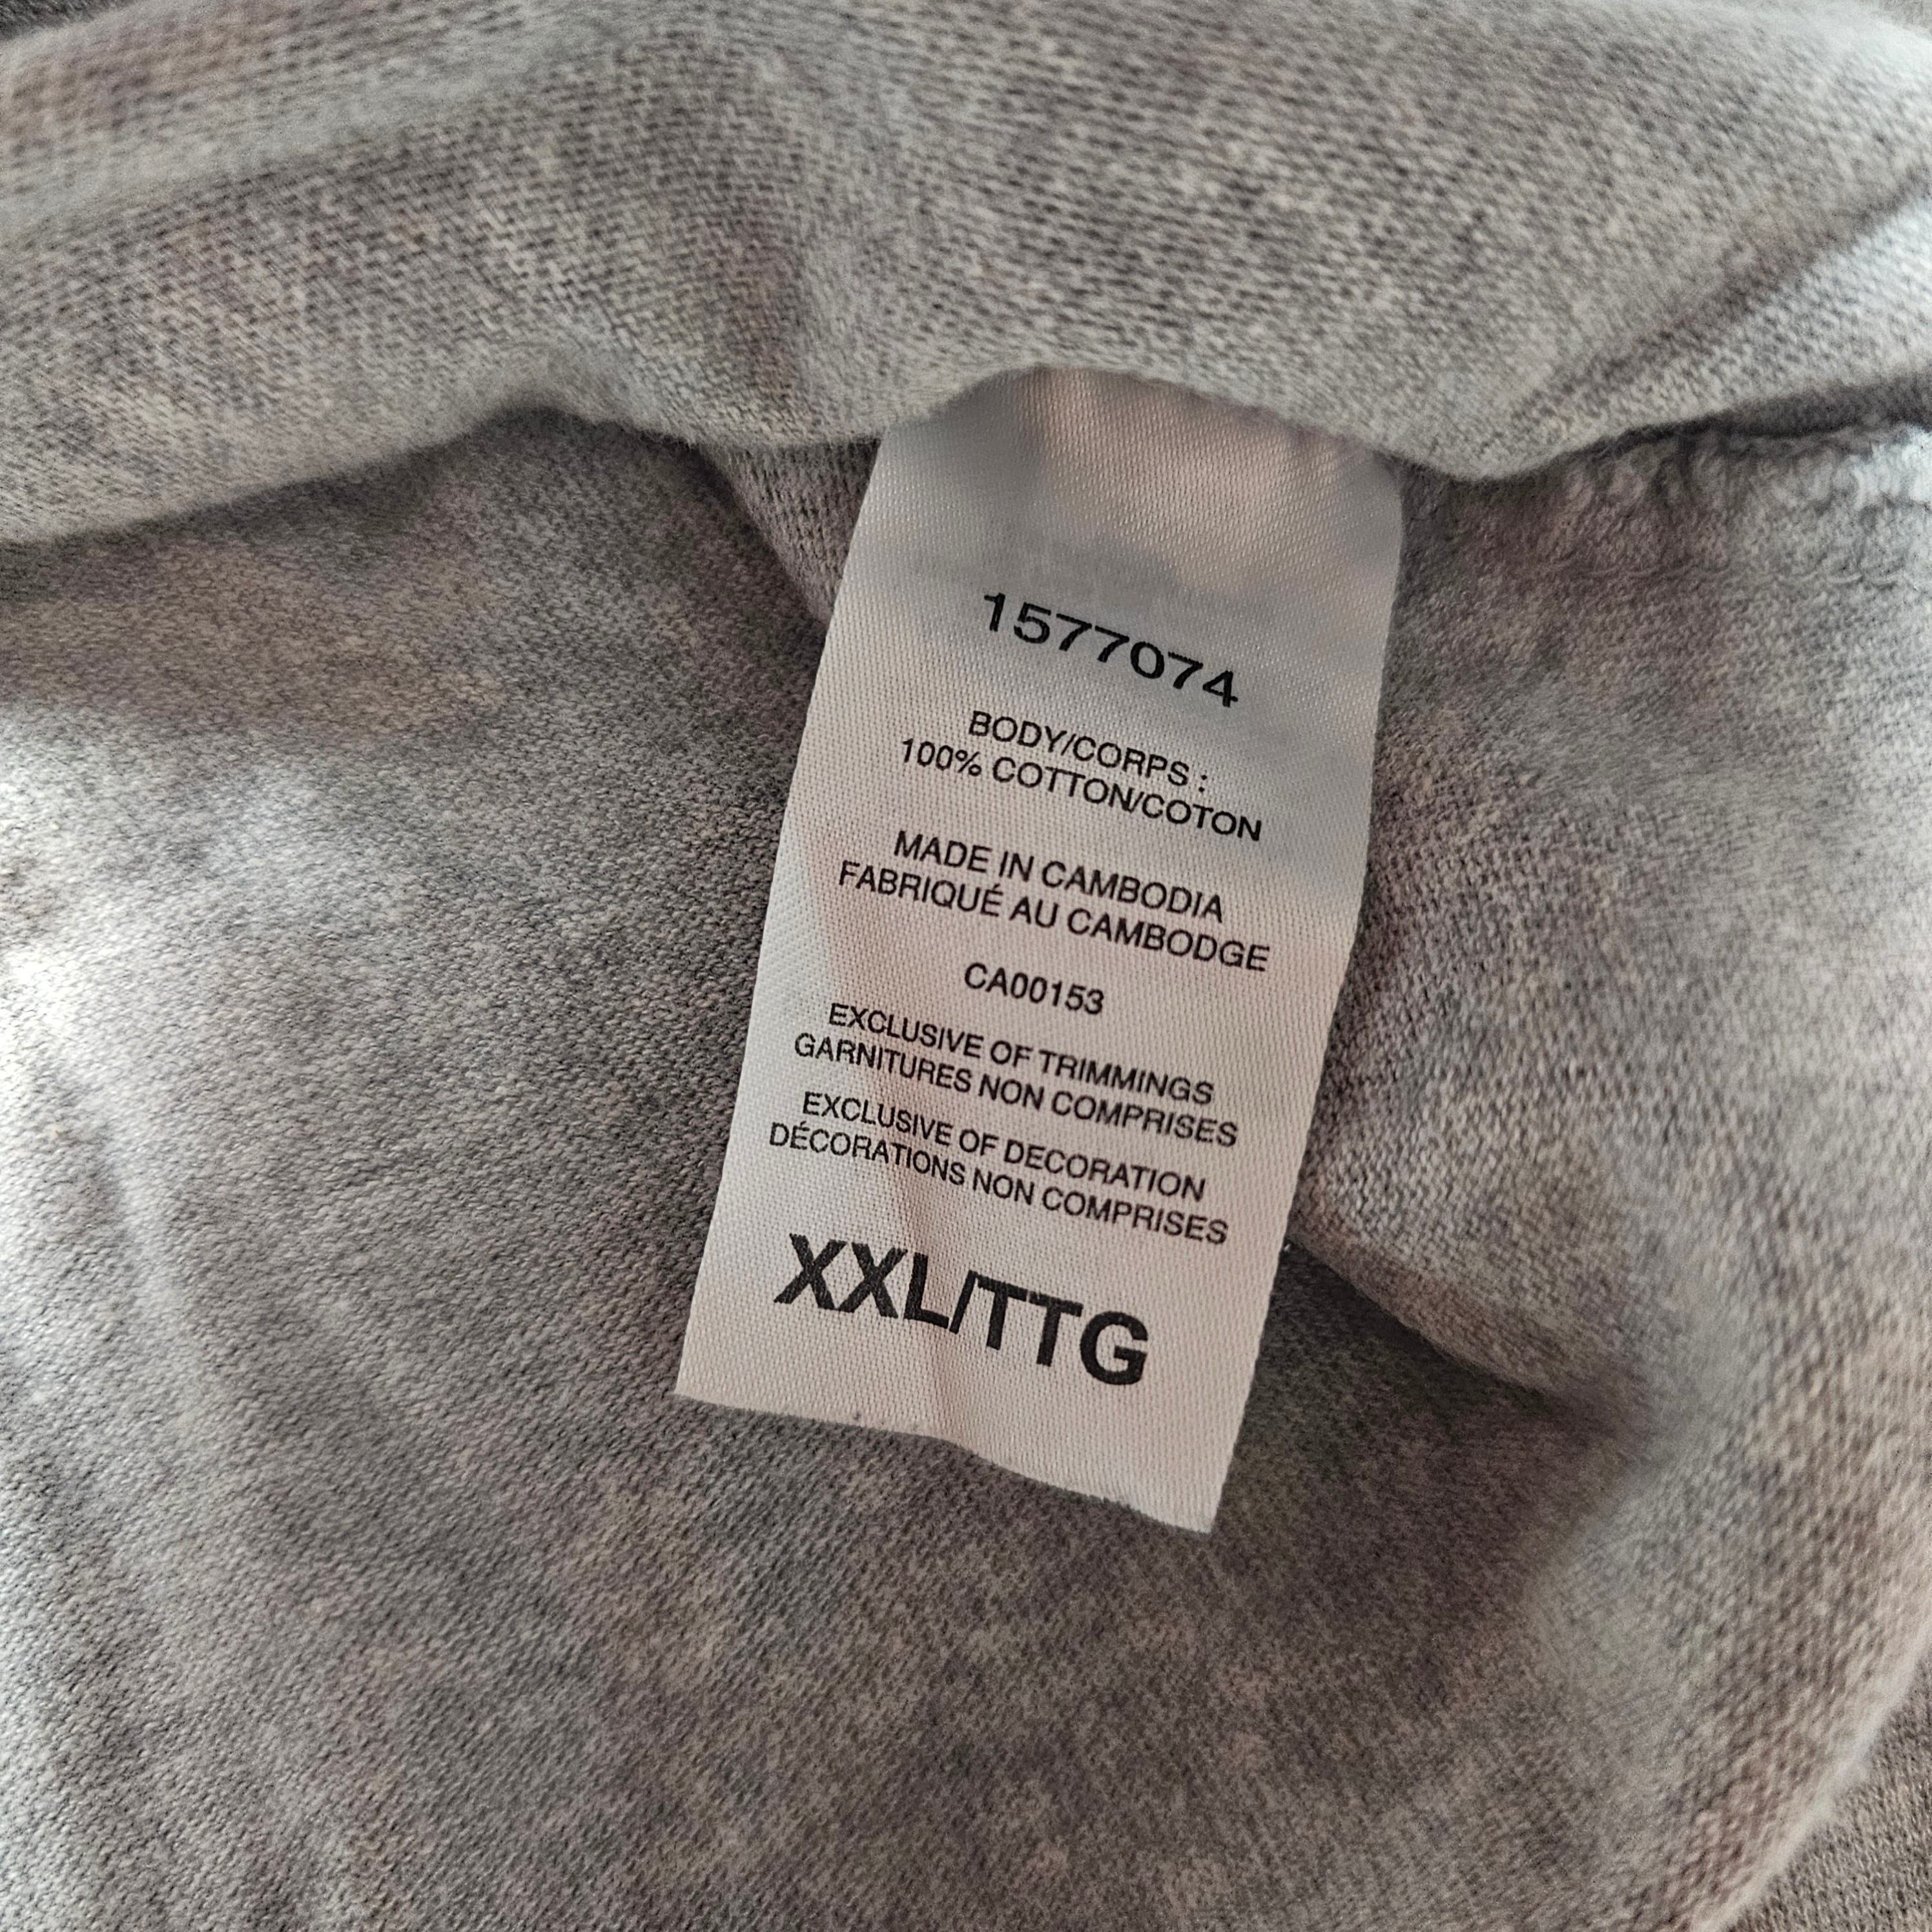 1577074
BODY/CORPS :
100% COTTON/COTON
MADE IN CAMBODIA
FABRIQUÉ AU CAMBODGE
CA00153
EXCLUSIVE OF TRIMMINGS
GARNITURES NON COMPRISES
EXCLUSIVE OF DECORATION
DÉCORATIONS NON COMPRISES
XXL/TTG